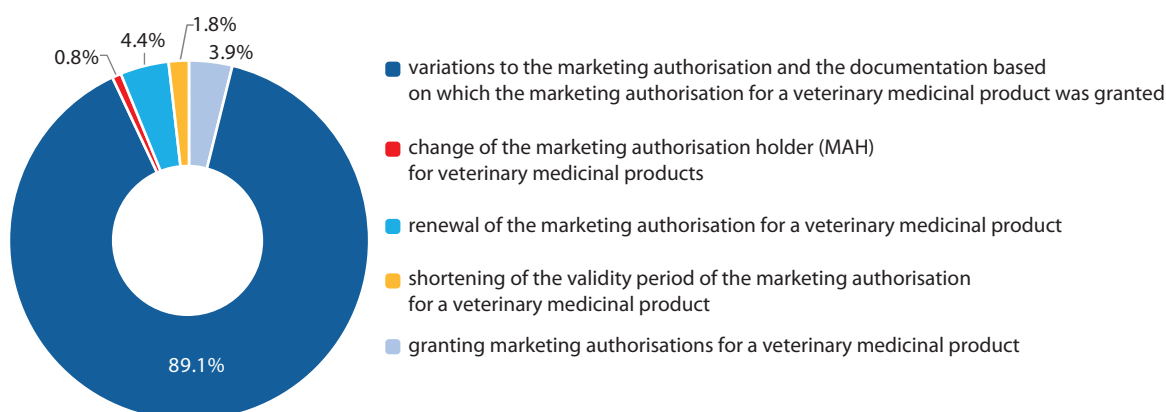 1.8%
4.4%
3.9%
0.8%
variations to the marketing authorisation and the documentation based
on which the marketing authorisation for a veterinary medicinal product was granted
change of the marketing authorisation holder (MAH)
for veterinary medicinal products
renewal of the marketing authorisation for a veterinary medicinal product
shortening of the validity period of the marketing authorisation
for a veterinary medicinal product
granting marketing authorisations for a veterinary medicinal product
89.1%